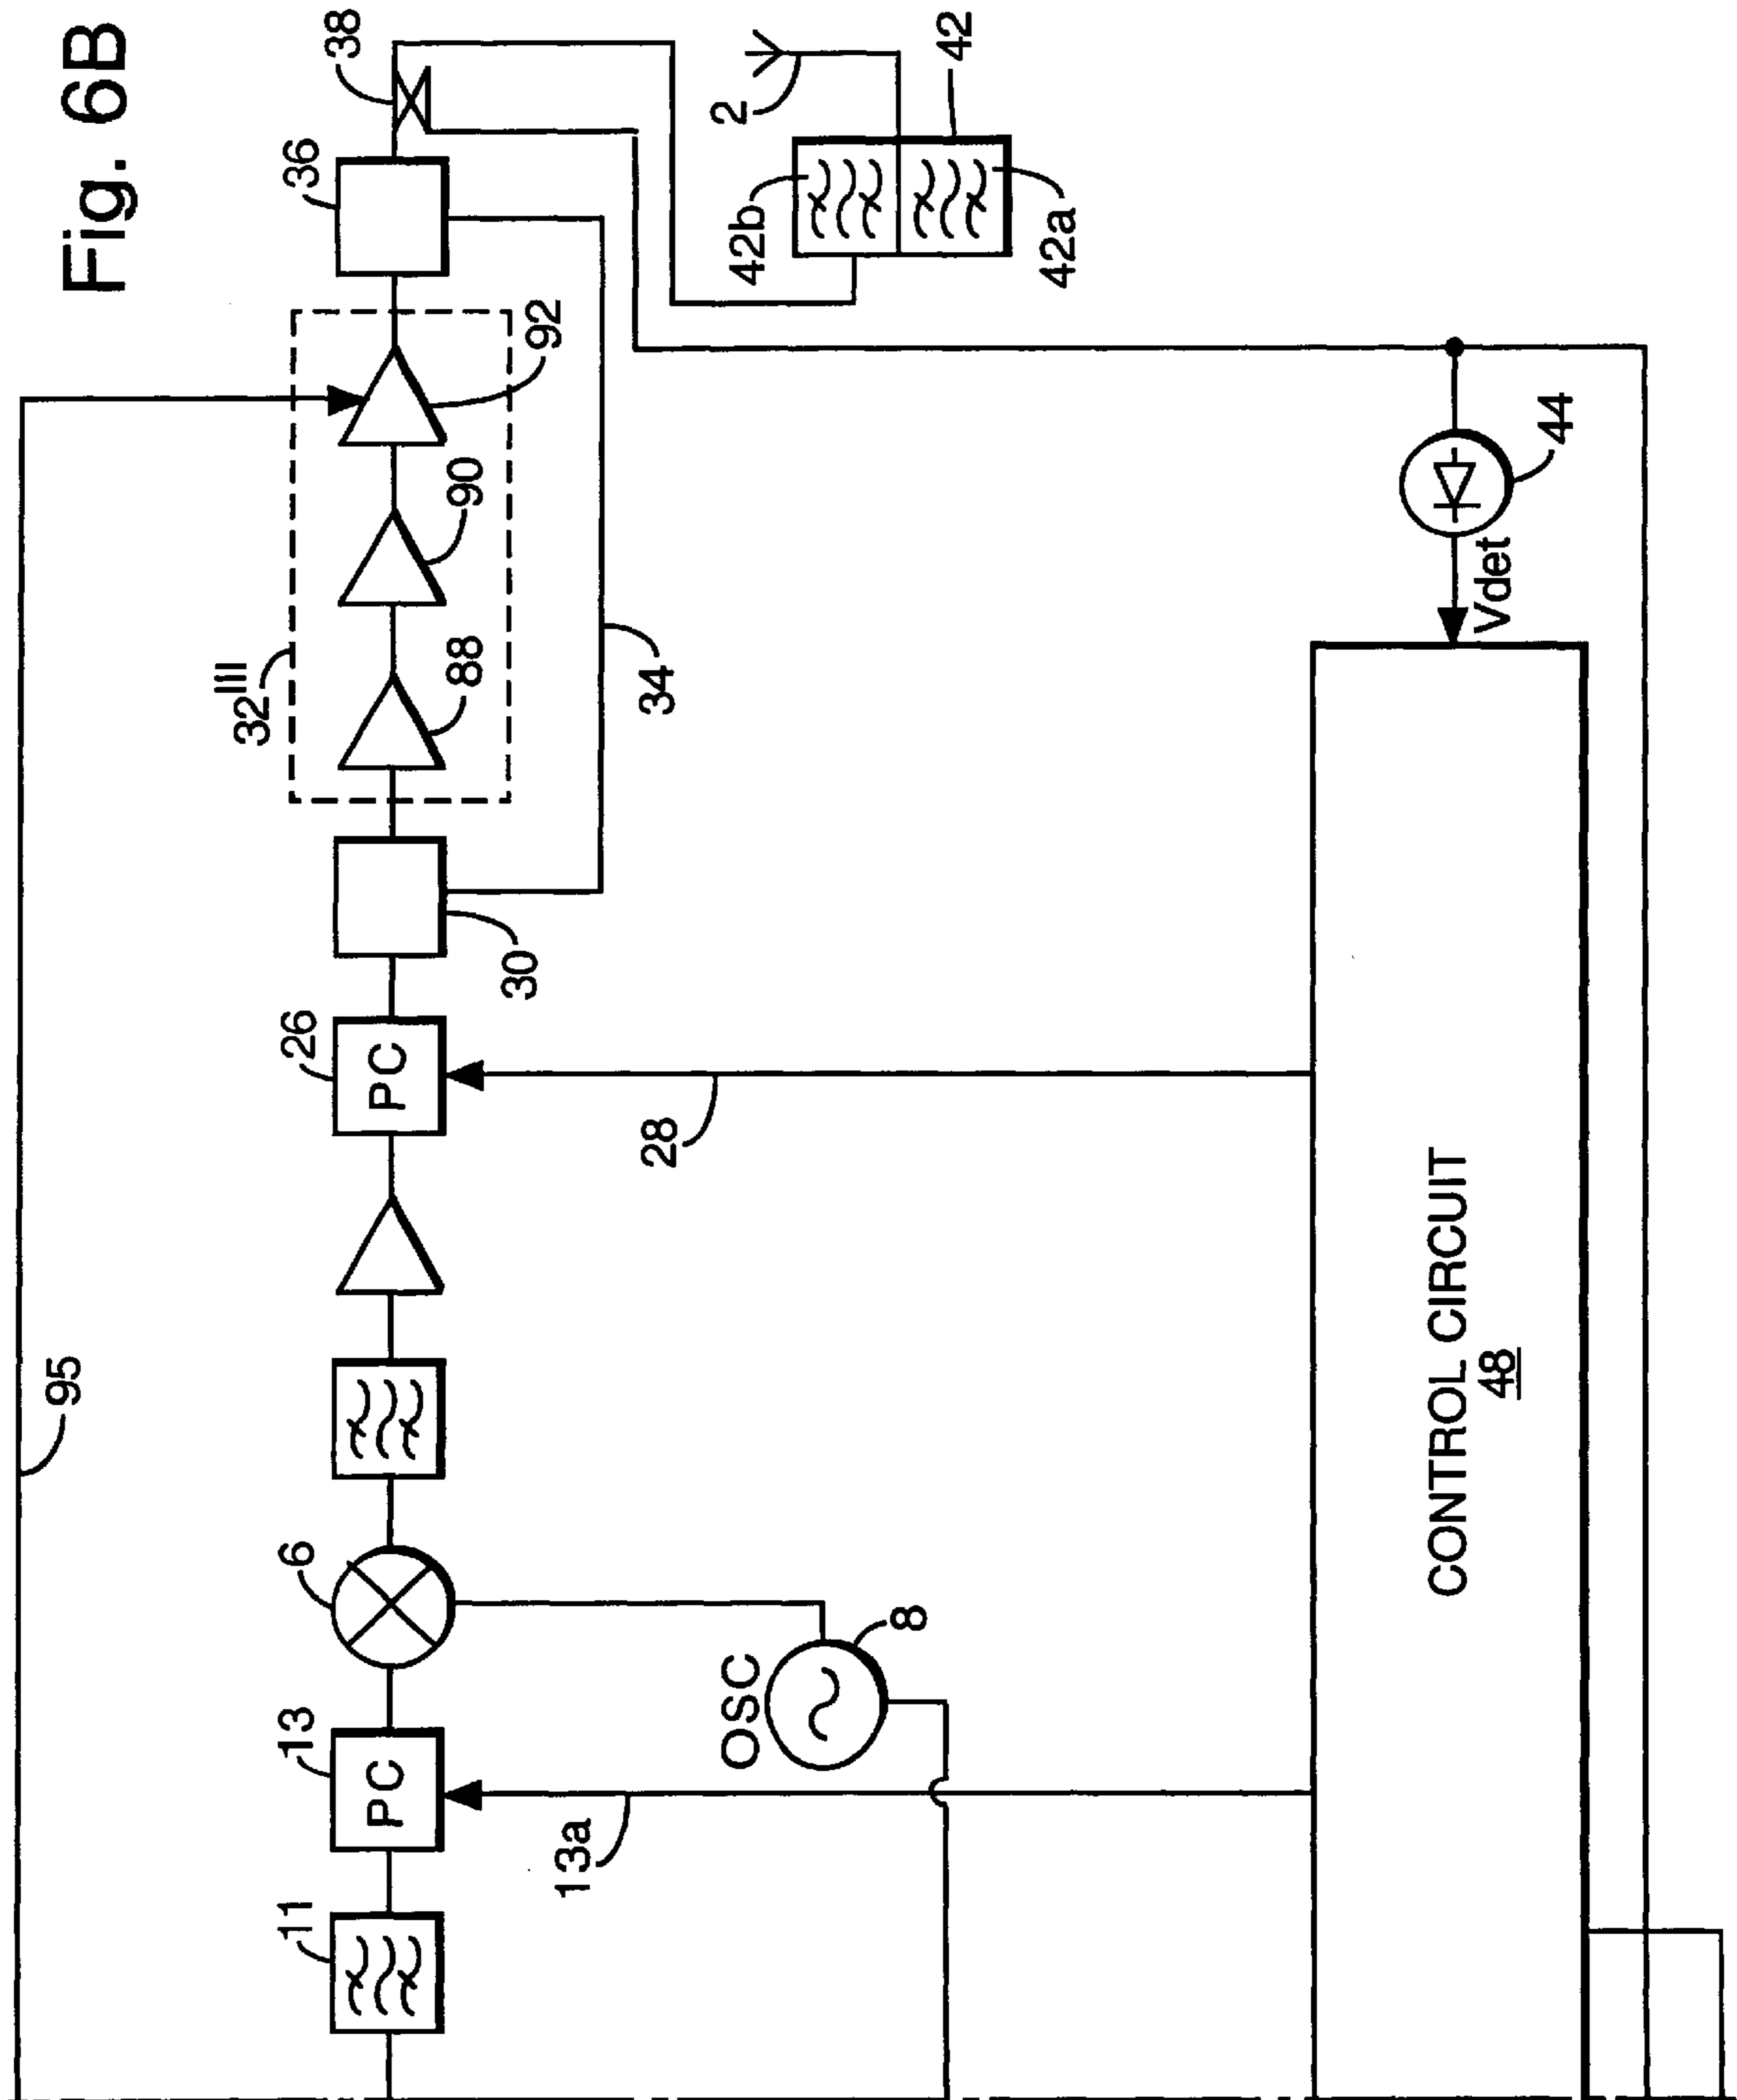 Fig. 6B
95
32III
36
38
92
90
88
34
30
26
PC
28
6
13
PC
13a
11
OSC
8
2
42b
42
42a
44
Vdet
CONTROL CIRCUIT
48